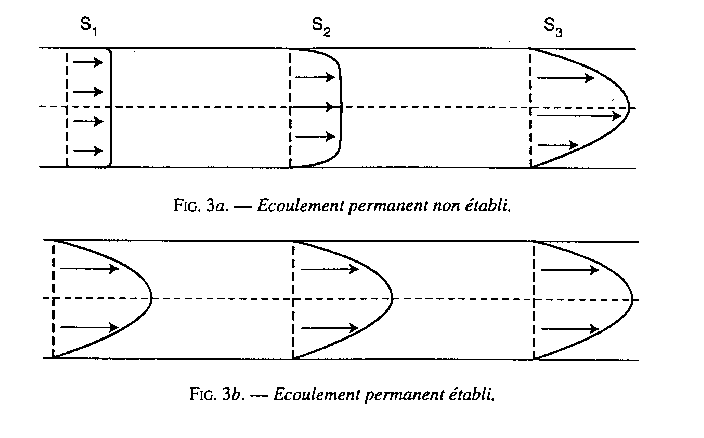 S1 S2 S3
FIG. 3a. — Ecoulement permanent non établi.
FIG. 3b. — Ecoulement permanent établi.